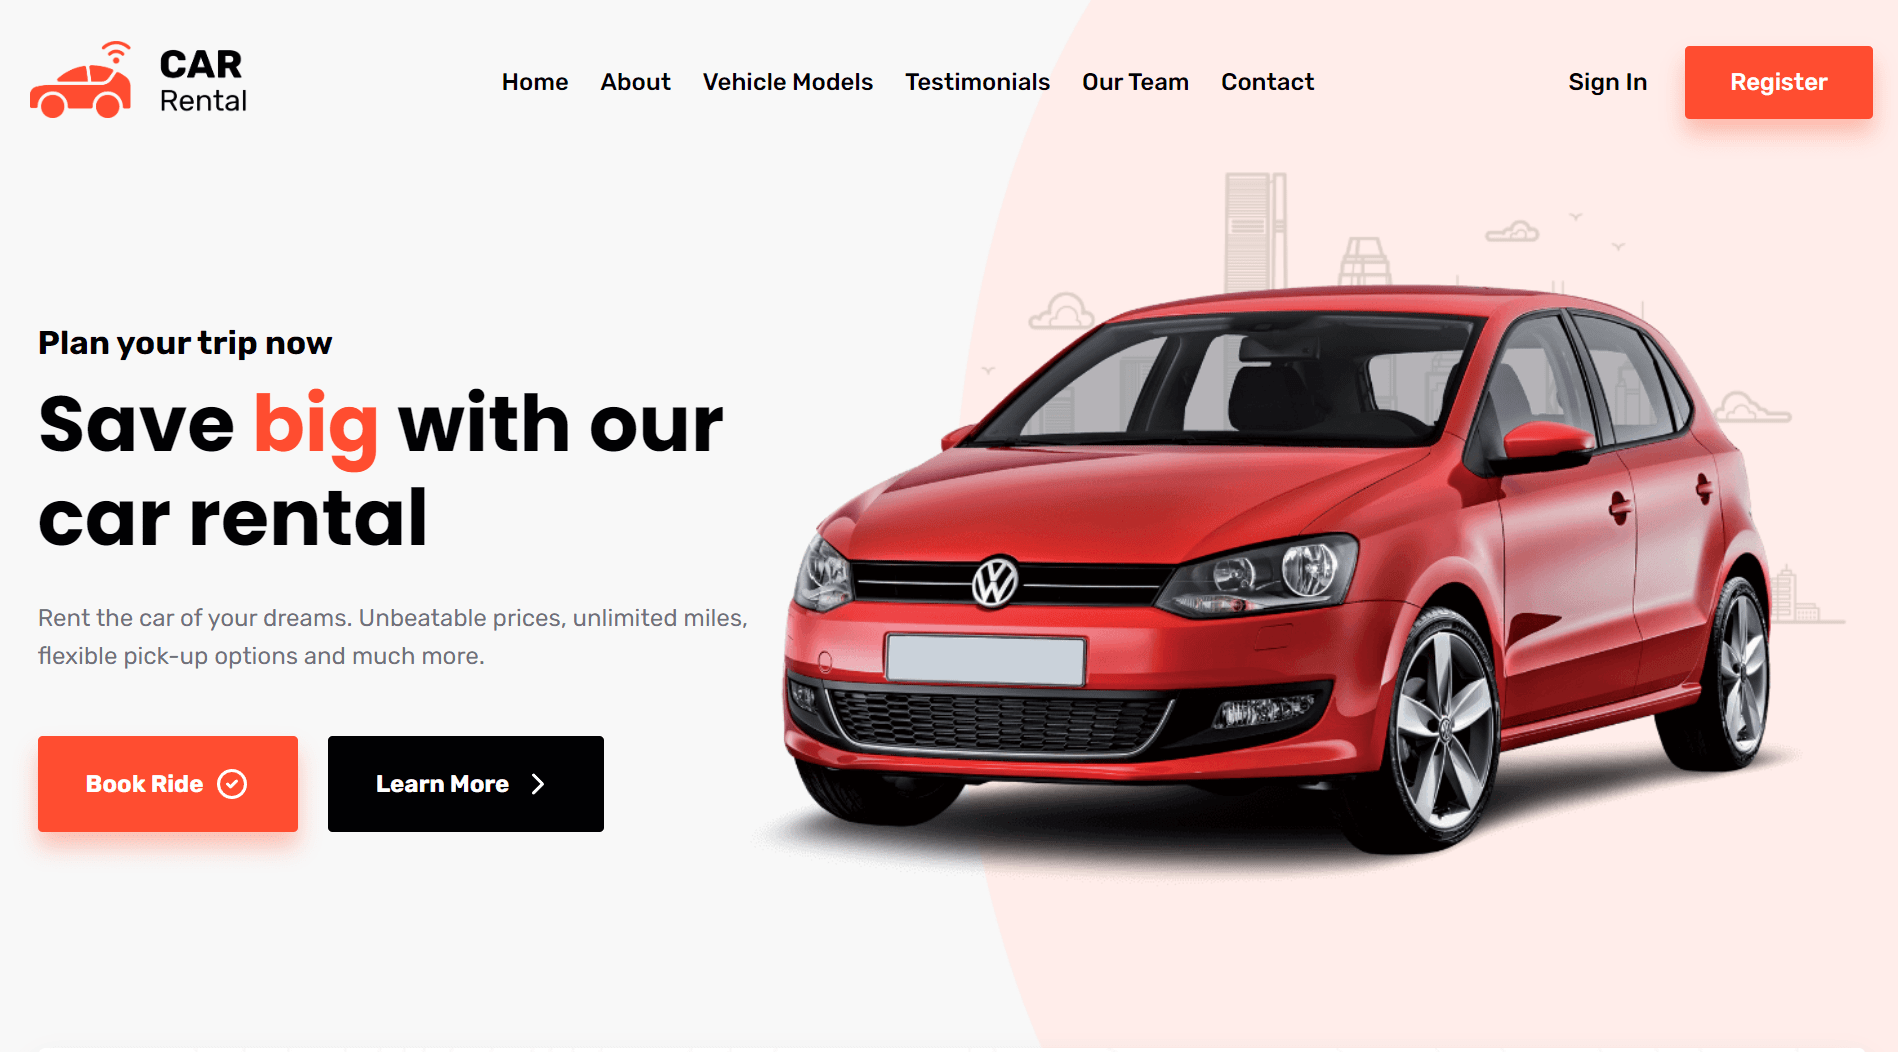 CAR
Rental
Home About Vehicle Models Testimonials Our Team Contact
Sign In Register
Plan your trip now
Save big with our
car rental
Rent the car of your dreams. Unbeatable prices, unlimited miles,
flexible pick-up options and much more.
Book Ride Learn More